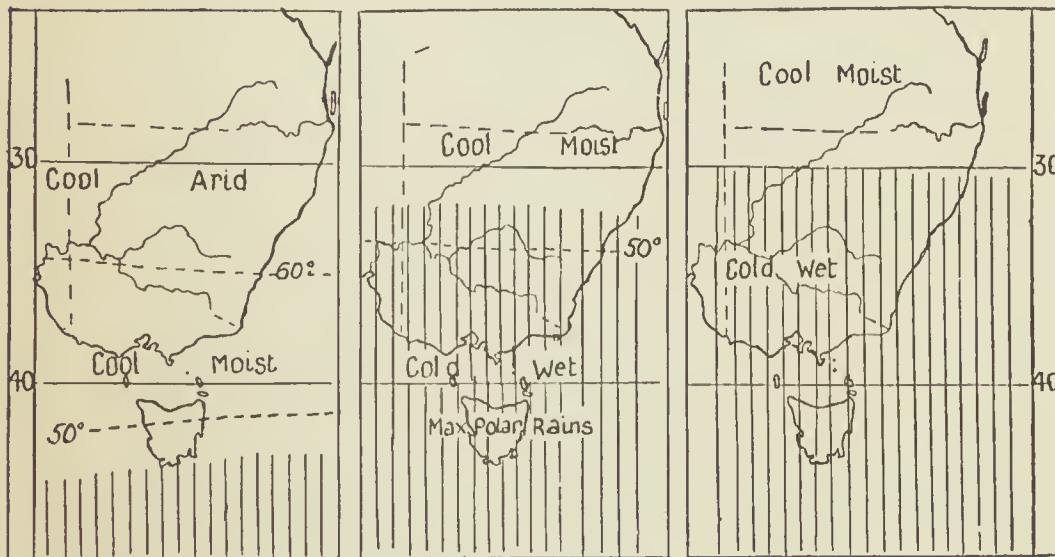 30
Cool Arid
60°
Cool Moist
40
50°
Cool Moist
50°
Cold Wet
Max Polar Rains
Cool Moist
30
Cold Wet
40